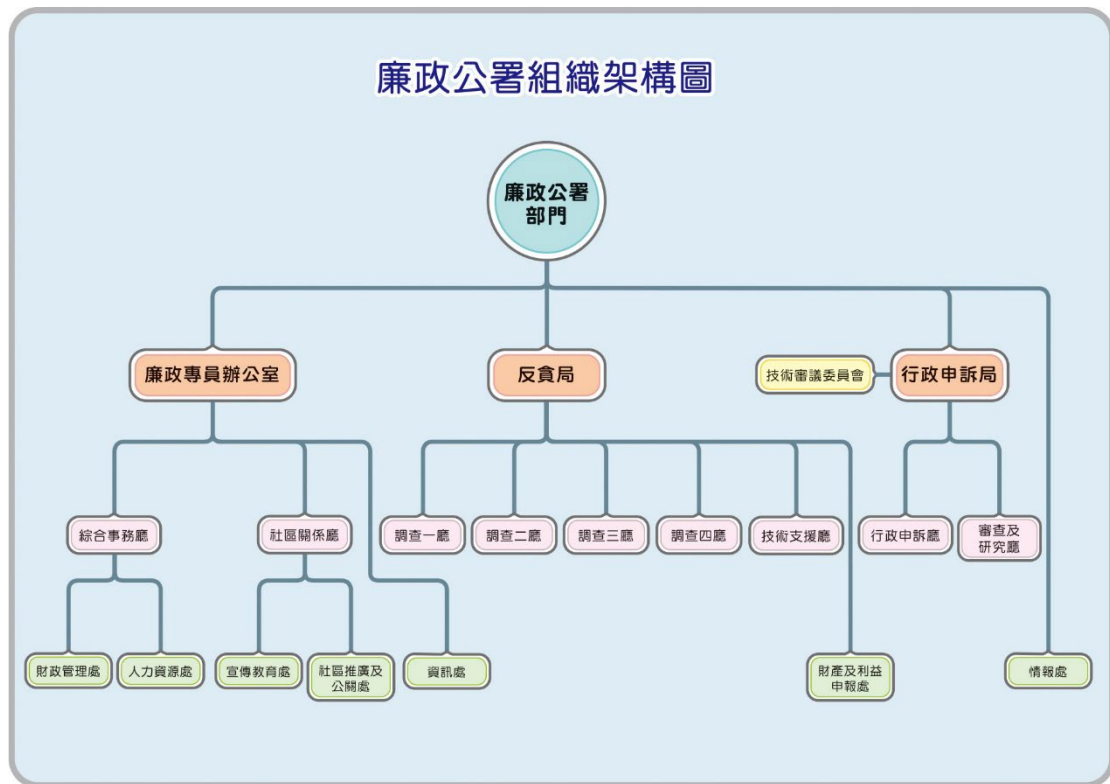 廉政公署組織架構圖
廉政公署
部門
廉政專員辦公室
反貪局
技術審議委員會
行政申訴局
綜合事務廳
社區關係廳
調查一廳
調查二廳
調查三廳
調查四廳
技術支援廳
行政申訴廳
審查及
研究廳
財政管理處
人力資源處
宣傳教育處
社區推廣及
公關處
資訊處
財產及利益
申報處
情報處